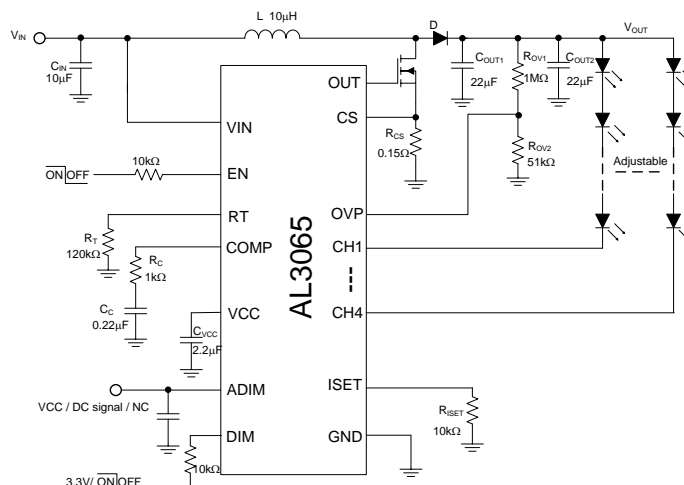 L 10μH
D
VIN
VOUT
CIN
10μF
COUT1
22μF
ROV1
1MΩ
COUT2
22μF
OUT
CS
VIN
RCS
0.15Ω
ROV2
51kΩ
Adjustable
10kΩ
ON OFF
EN
RT
OVP
RT
120kΩ
COMP
CH1
RC
1kΩ
AL3065
CC
0.22μF
VCC
CVCC
2.2μF
CH4
ADIM
ISET
VCC / DC signal / NC
RISET
10kΩ
DIM
GND
10kΩ
3.3V/ ON OFF